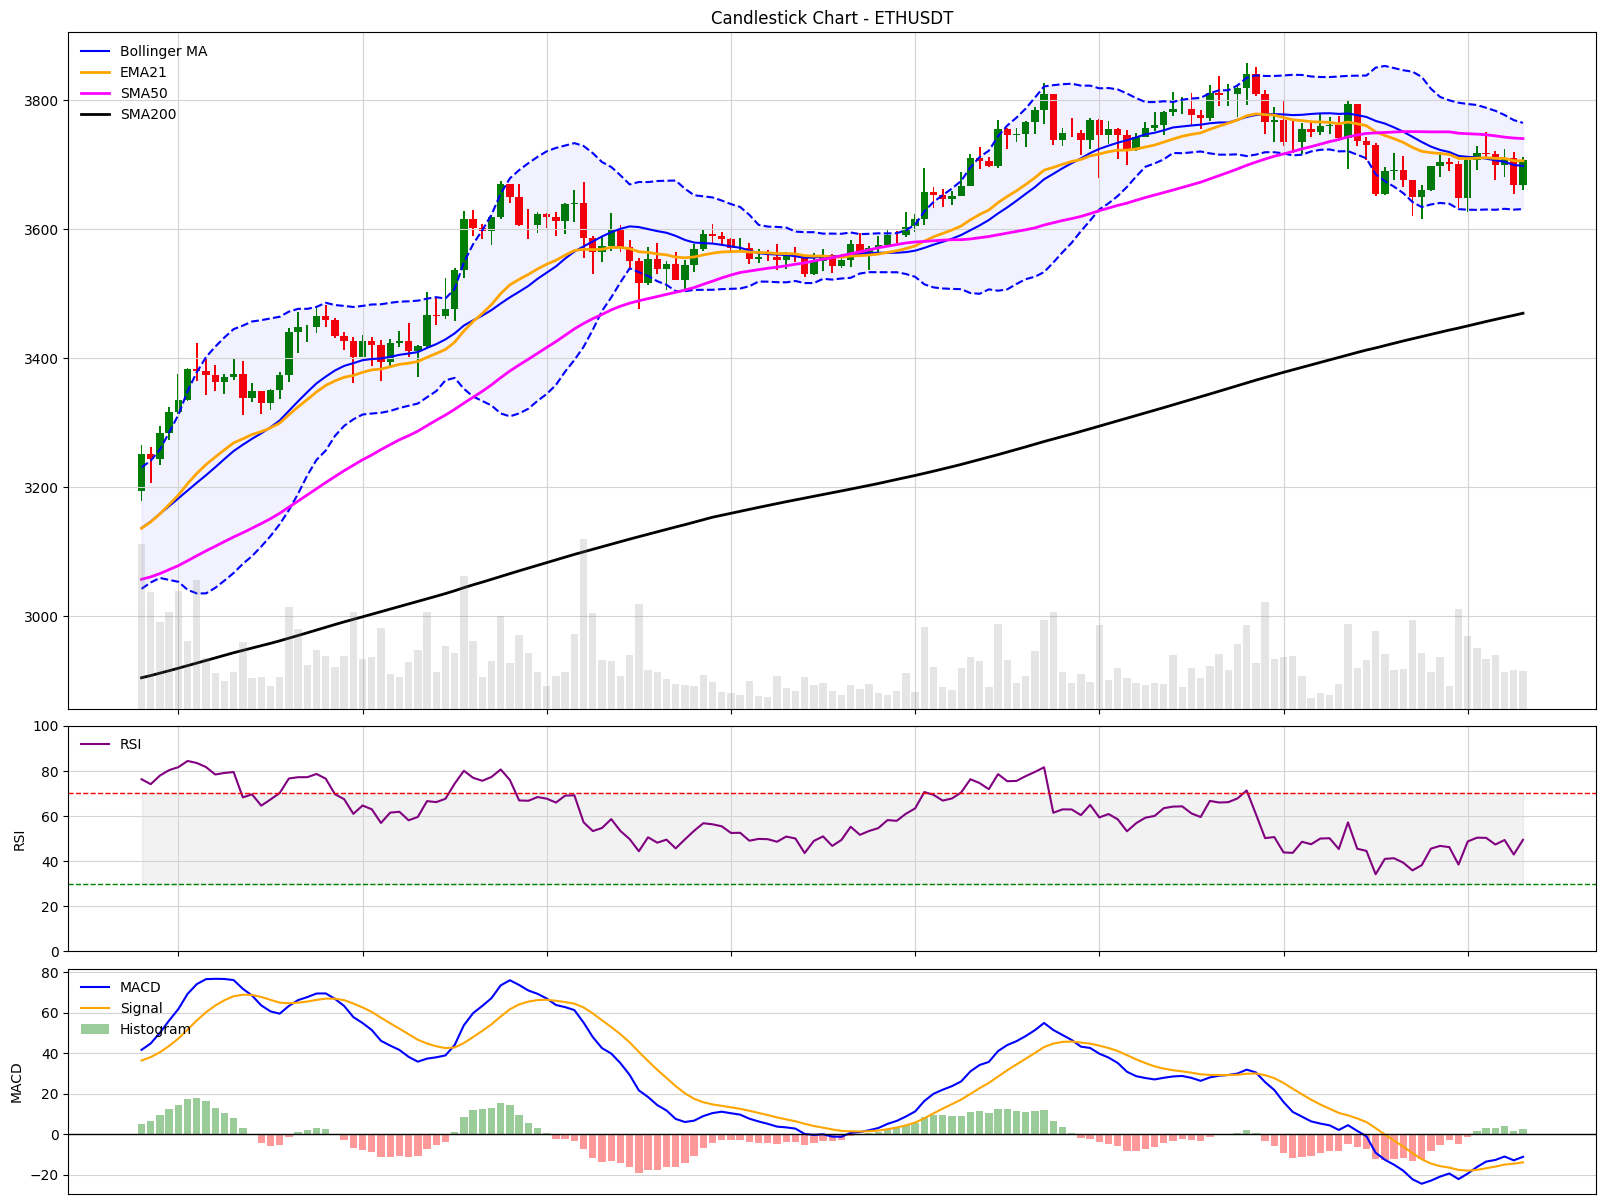 Candlestick Chart - ETHUSDT
Bollinger MA
EMA21
SMA50
SMA200
3800
3600
3400
3200
3000
RSI
100
80
60
40
20
0
RSI
MACD
Signal
Histogram
80
60
40
20
0
−20
MACD